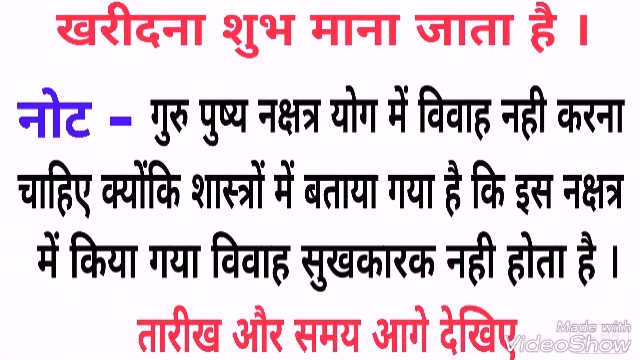 खरीदना शुभ माना जाता है ।
नोट – गुरु पुष्य नक्षत्र योग में विवाह नही करना
चाहिए क्योंकि शास्त्रों में बताया गया है कि इस नक्षत्र
में किया गया विवाह सुखकारक नही होता है ।
तारीख और समय आगे देखिए
Made with
VideoShow